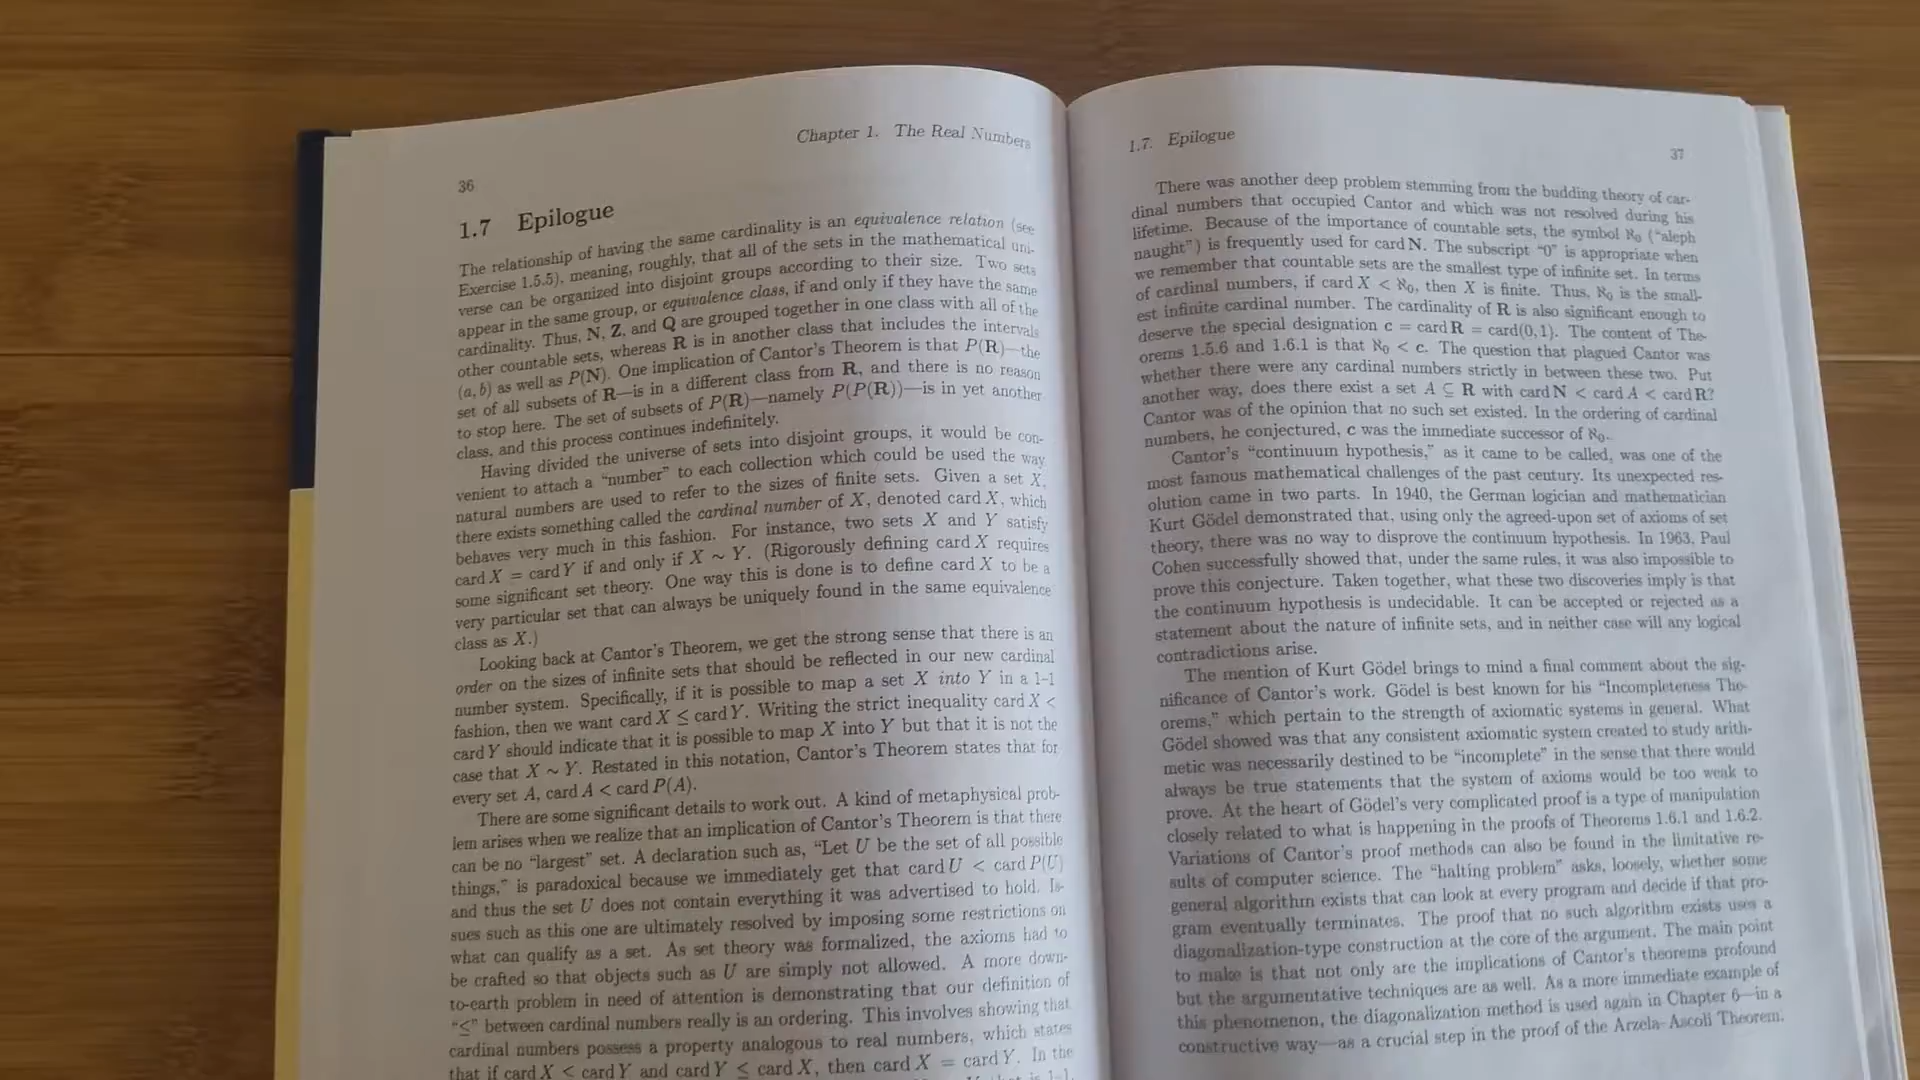 Chapter 1. The Real Numbers
36
1.7 Epilogue
The relationship of having the same cardinality is an equivalence relation (see
Exercise 1.5.5), meaning, roughly, that all of the sets in the mathematical uni-
verse can be organized into disjoint groups according to their size. Two sets
appear in the same group, or equivalence class, if and only if they have the same
cardinality. Thus, N, Z, and Q are grouped together in one class with all of the
other countable sets, whereas R is in another class that includes the intervals
(a, b) as well as P(N). One implication of Cantor's Theorem is that P(R)—the
set of all subsets of R—is in a different class from R, and there is no reason
to stop here. The set of subsets of P(R)—namely P(P(R))—is in yet another
class, and this process continues indefinitely.
Having divided the universe of sets into disjoint groups, it would be con-
venient to attach a “number” to each collection which could be used the way
natural numbers are used to refer to the sizes of finite sets. Given a set X,
there exists something called the cardinal number of X, denoted card X, which
behaves very much in this fashion. For instance, two sets X and Y satisfy
card X = card Y if and only if X ∼ Y. (Rigorously defining card X requires
some significant set theory. One way this is done is to define card X to be a
very particular set that can always be uniquely found in the same equivalence
class as X.)
Looking back at Cantor's Theorem, we get the strong sense that there is an
order on the sizes of infinite sets that should be reflected in our new cardinal
number system. Specifically, if it is possible to map a set X into Y in a 1–1
fashion, then we want card X ≤ card Y. Writing the strict inequality card X <
card Y should indicate that it is possible to map X into Y but that it is not the
case that X ∼ Y. Restated in this notation, Cantor's Theorem states that for
every set A, card A < card P(A).
There are some significant details to work out. A kind of metaphysical prob-
lem arises when we realize that an implication of Cantor's Theorem is that there
can be no “largest” set. A declaration such as, “Let U be the set of all possible
things,” is paradoxical because we immediately get that card U < card P(U)
and thus the set U does not contain everything it was advertised to hold. Is-
sues such as this one are ultimately resolved by imposing some restrictions on
what can qualify as a set. As set theory was formalized, the axioms had to
be crafted so that objects such as U are simply not allowed. A more down-
to-earth problem in need of attention is demonstrating that our definition of
“≤” between cardinal numbers really is an ordering. This involves showing that
cardinal numbers possess a property analogous to real numbers, which states
that if card X < card Y and card Y ≤ card X, then card X = card Y. In the
1.7. Epilogue
37
There was another deep problem stemming from the budding theory of car-
dinal numbers that occupied Cantor and which was not resolved during his
lifetime. Because of the importance of countable sets, the symbol ℵ₀ (“aleph
naught”) is frequently used for card N. The subscript “0” is appropriate when
we remember that countable sets are the smallest type of infinite set. In terms
of cardinal numbers, if card X < ℵ₀, then X is finite. Thus, ℵ₀ is the small-
est infinite cardinal number. The cardinality of R is also significant enough to
deserve the special designation c = card R = card(0, 1). The content of The-
orems 1.5.6 and 1.6.1 is that ℵ₀ < c. The question that plagued Cantor was
whether there were any cardinal numbers strictly in between these two. Put
another way, does there exist a set A ⊆ R with card N < card A < card R?
Cantor was of the opinion that no such set existed. In the ordering of cardinal
numbers, he conjectured, c was the immediate successor of ℵ₀.
Cantor's “continuum hypothesis,” as it came to be called, was one of the
most famous mathematical challenges of the past century. Its unexpected res-
olution came in two parts. In 1940, the German logician and mathematician
Kurt Gödel demonstrated that, using only the agreed-upon set of axioms of set
theory, there was no way to disprove the continuum hypothesis. In 1963, Paul
Cohen successfully showed that, under the same rules, it was also impossible to
prove this conjecture. Taken together, what these two discoveries imply is that
the continuum hypothesis is undecidable. It can be accepted or rejected as a
statement about the nature of infinite sets, and in neither case will any logical
contradictions arise.
The mention of Kurt Gödel brings to mind a final comment about the sig-
nificance of Cantor's work. Gödel is best known for his “Incompleteness The-
orems,” which pertain to the strength of axiomatic systems in general. What
Gödel showed was that any consistent axiomatic system created to study arith-
metic was necessarily destined to be “incomplete” in the sense that there would
always be true statements that the system of axioms would be too weak to
prove. At the heart of Gödel's very complicated proof is a type of manipulation
closely related to what is happening in the proofs of Theorems 1.6.1 and 1.6.2.
Variations of Cantor's proof methods can also be found in the limitative re-
sults of computer science. The “halting problem” asks, loosely, whether some
general algorithm exists that can look at every program and decide if that pro-
gram eventually terminates. The proof that no such algorithm exists uses a
diagonalization-type construction at the core of the argument. The main point
to make is that not only are the implications of Cantor's theorems profound
but the argumentative techniques are as well. As a more immediate example of
this phenomenon, the diagonalization method is used again in Chapter 6—in a
constructive way—as a crucial step in the proof of the Arzela–Ascoli Theorem.